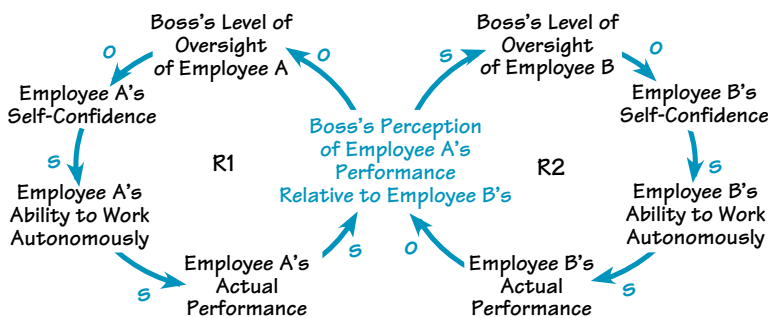 Boss's Level of
Oversight
of Employee A
O
O
Employee A's
Self-Confidence
S
Employee A's
Ability to Work
Autonomously
S
Employee A's
Actual
Performance
S
R1
Boss's Perception
of Employee A's
Performance
Relative to Employee B's
S
Boss's Level of
Oversight
of Employee B
O
Employee B's
Self-Confidence
S
Employee B's
Ability to Work
Autonomously
S
Employee B's
Actual
Performance
O
R2